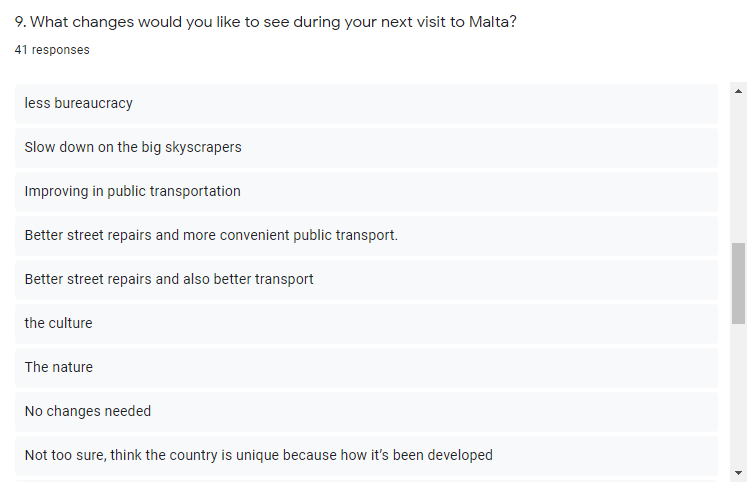 9. What changes would you like to see during your next visit to Malta?
41 responses
less bureaucracy
Slow down on the big skyscrapers
Improving in public transportation
Better street repairs and more convenient public transport.
Better street repairs and also better transport
the culture
The nature
No changes needed
Not too sure, think the country is unique because how it's been developed